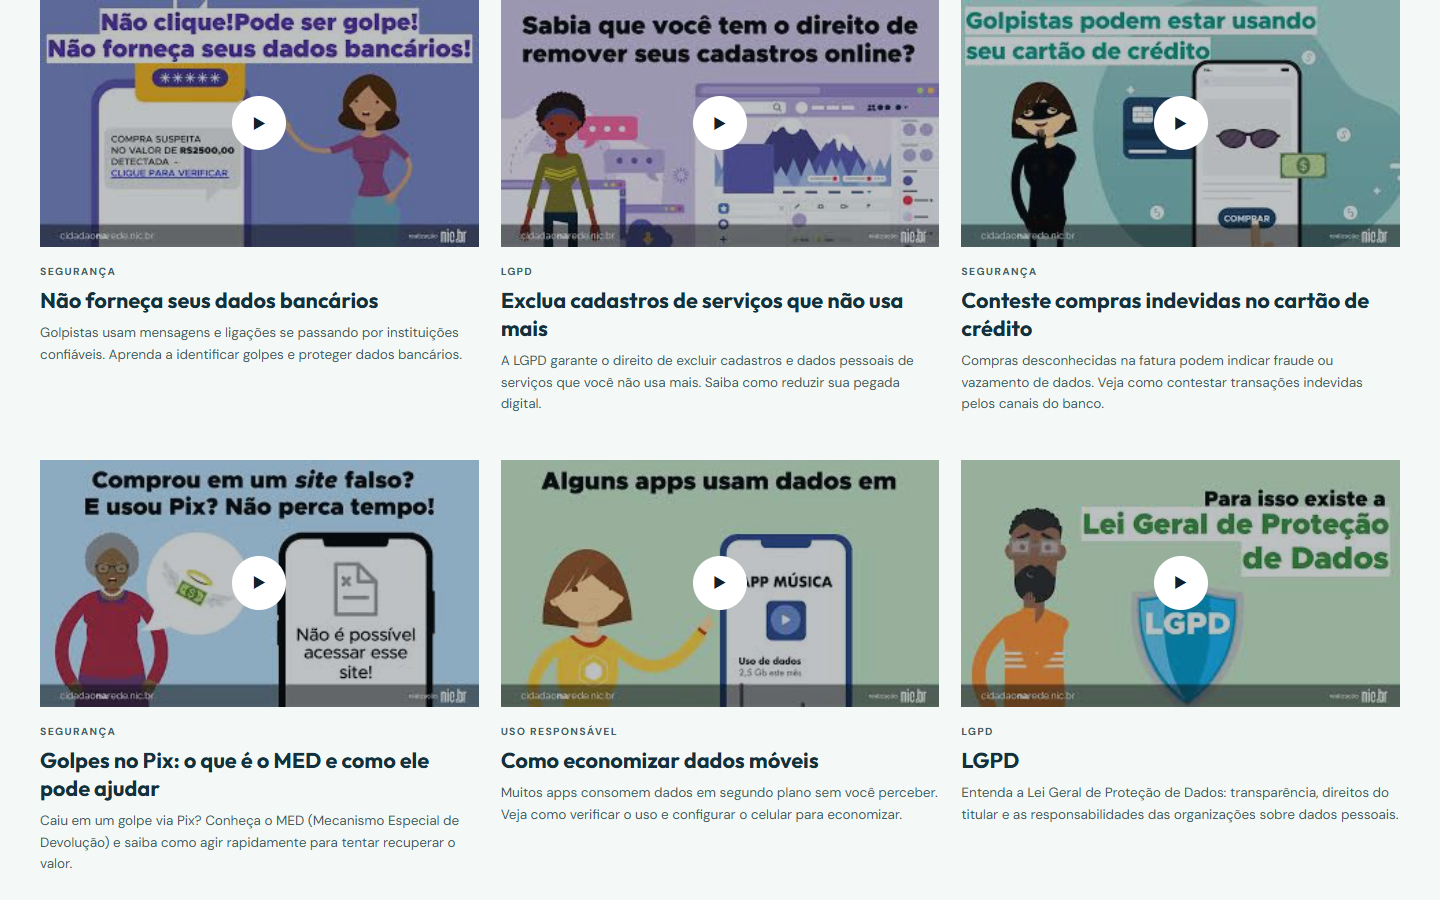 Não clique!Pode ser golpe!
Não forneça seus dados bancários!
*****
COMPRA SUSPEITA
NO VALOR DE R$2500,00
DETECTADA -
CLIQUE PARA VERIFICAR
cidadaonarede.nic.br
realização nic.br
SEGURANÇA
Não forneça seus dados bancários
Golpistas usam mensagens e ligações se passando por instituições
confiáveis. Aprenda a identificar golpes e proteger dados bancários.
Sabia que você tem o direito de
remover seus cadastros online?
cidadaonarede.nic.br
realização nic.br
LGPD
Exclua cadastros de serviços que não usa
mais
A LGPD garante o direito de excluir cadastros e dados pessoais de
serviços que você não usa mais. Saiba como reduzir sua pegada
digital.
Golpistas podem estar usando
seu cartão de crédito
COMPRAR
cidadaonarede.nic.br
realização nic.br
SEGURANÇA
Conteste compras indevidas no cartão de
crédito
Compras desconhecidas na fatura podem indicar fraude ou
vazamento de dados. Veja como contestar transações indevidas
pelos canais do banco.
Comprou em um site falso?
E usou Pix? Não perca tempo!
Não é possível
acessar esse
site!
cidadaonarede.nic.br
realização nic.br
SEGURANÇA
Golpes no Pix: o que é o MED e como ele
pode ajudar
Caiu em um golpe via Pix? Conheça o MED (Mecanismo Especial de
Devolução) e saiba como agir rapidamente para tentar recuperar o
valor.
Alguns apps usam dados em
APP MÚSICA
Uso de dados
2,5 Gb este mês
cidadaonarede.nic.br
realização nic.br
USO RESPONSÁVEL
Como economizar dados móveis
Muitos apps consomem dados em segundo plano sem você perceber.
Veja como verificar o uso e configurar o celular para economizar.
Para isso existe a
Lei Geral de Proteção
de Dados
LGPD
cidadaonarede.nic.br
realização nic.br
LGPD
LGPD
Entenda a Lei Geral de Proteção de Dados: transparência, direitos do
titular e as responsabilidades das organizações sobre dados pessoais.